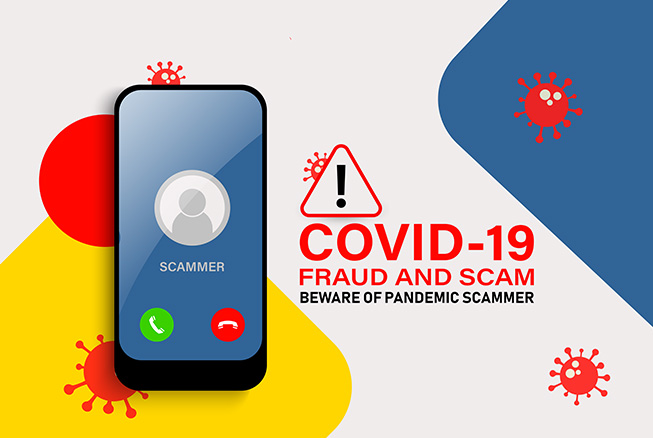 SCAMMER
!
COVID-19
FRAUD AND SCAM
BEWARE OF PANDEMIC SCAMMER